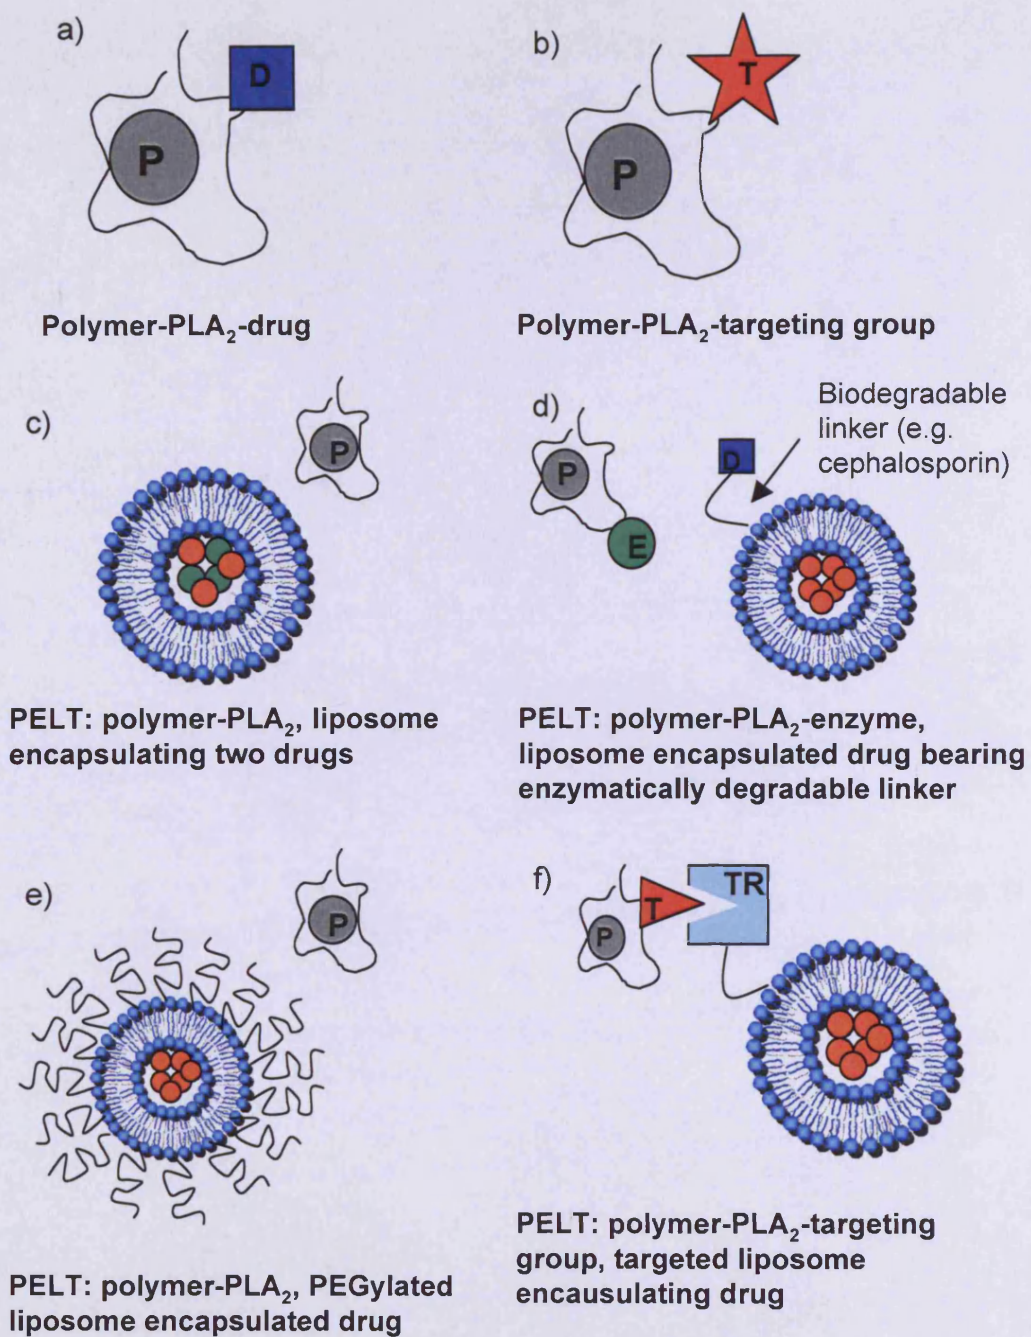 a)
D
P
Polymer-PLA₂-drug
b)
T
P
Polymer-PLA₂-targeting group
c)
P
PELT: polymer-PLA₂, liposome
encapsulating two drugs
d)
P
E
D
Biodegradable
linker (e.g.
cephalosporin)
PELT: polymer-PLA₂-enzyme,
liposome encapsulated drug bearing
enzymatically degradable linker
e)
P
PELT: polymer-PLA₂, PEGylated
liposome encapsulated drug
f)
P
T
TR
PELT: polymer-PLA₂-targeting
group, targeted liposome
encausulating drug